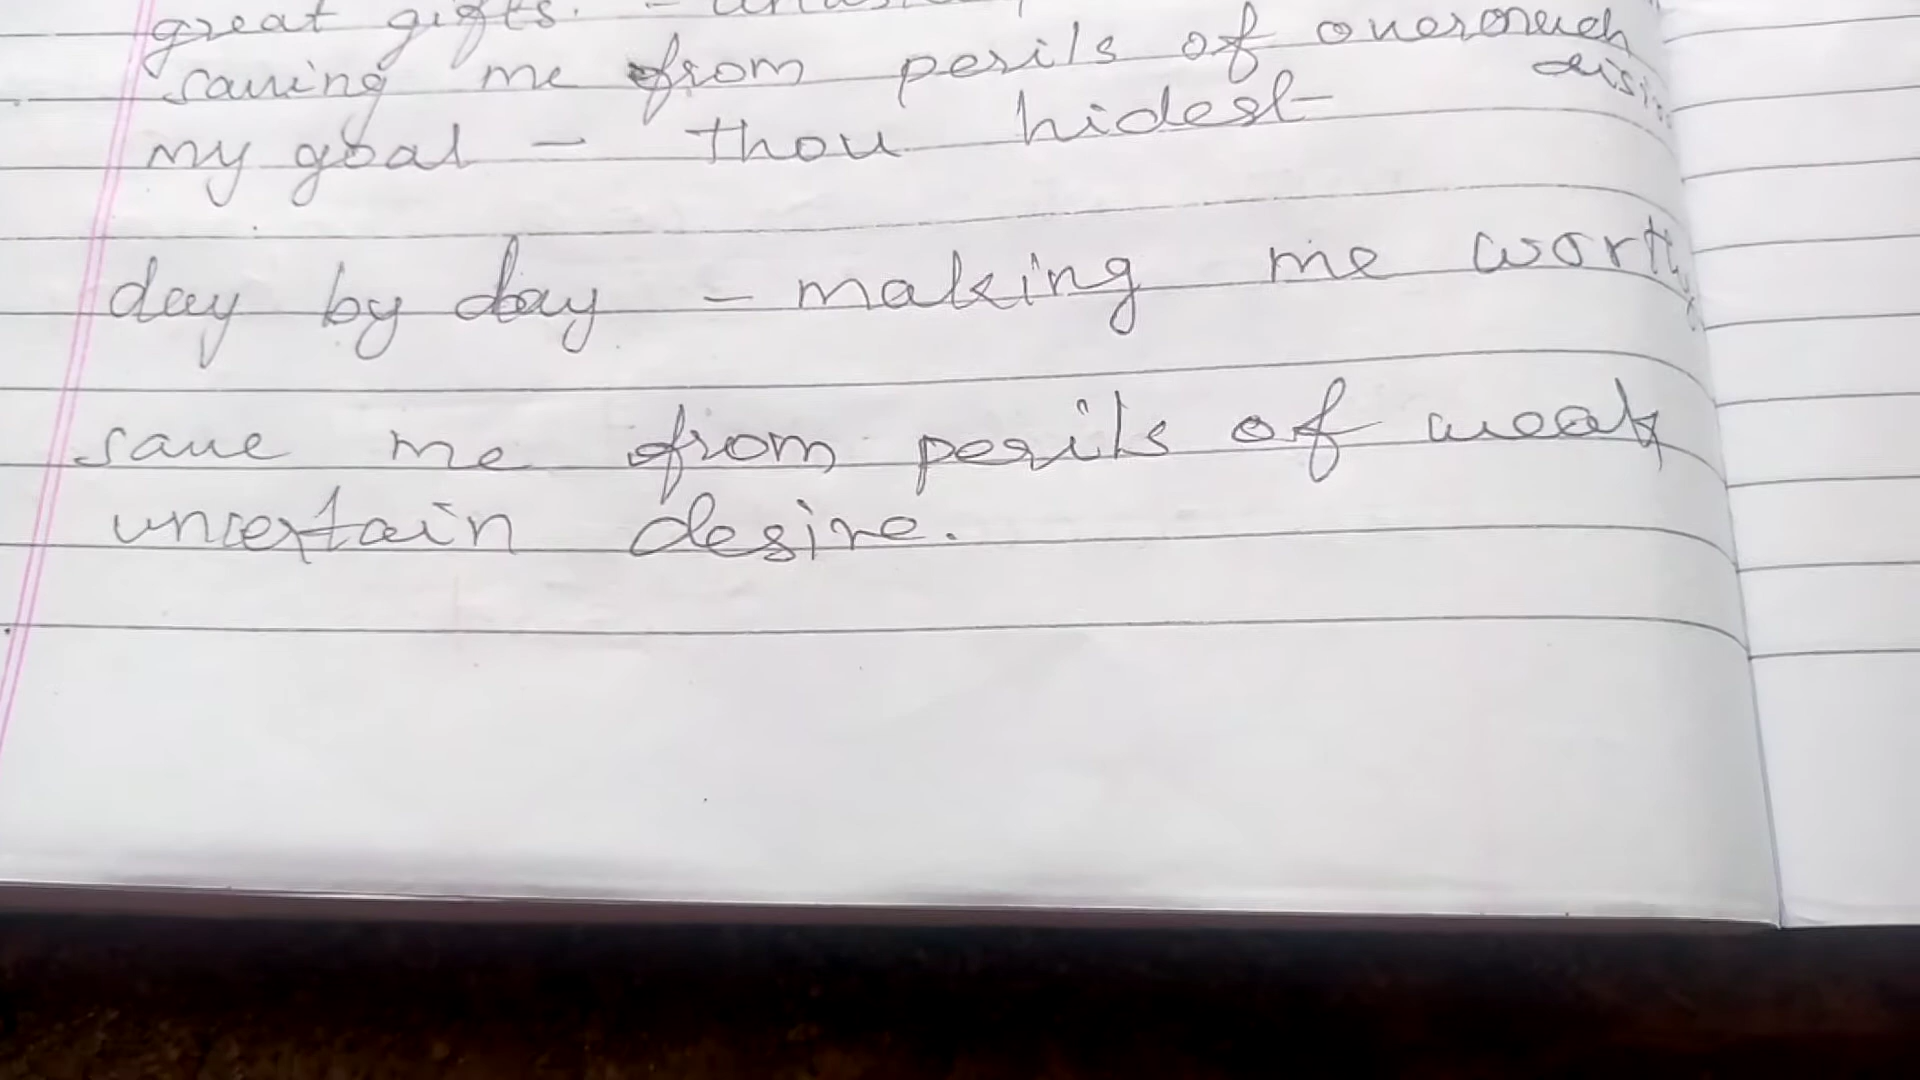 great gifts. -
saving me from perils of overmuch
my goal - thou hidest
day by day - making me worthy
save me from perils of weak
uncertain desire.